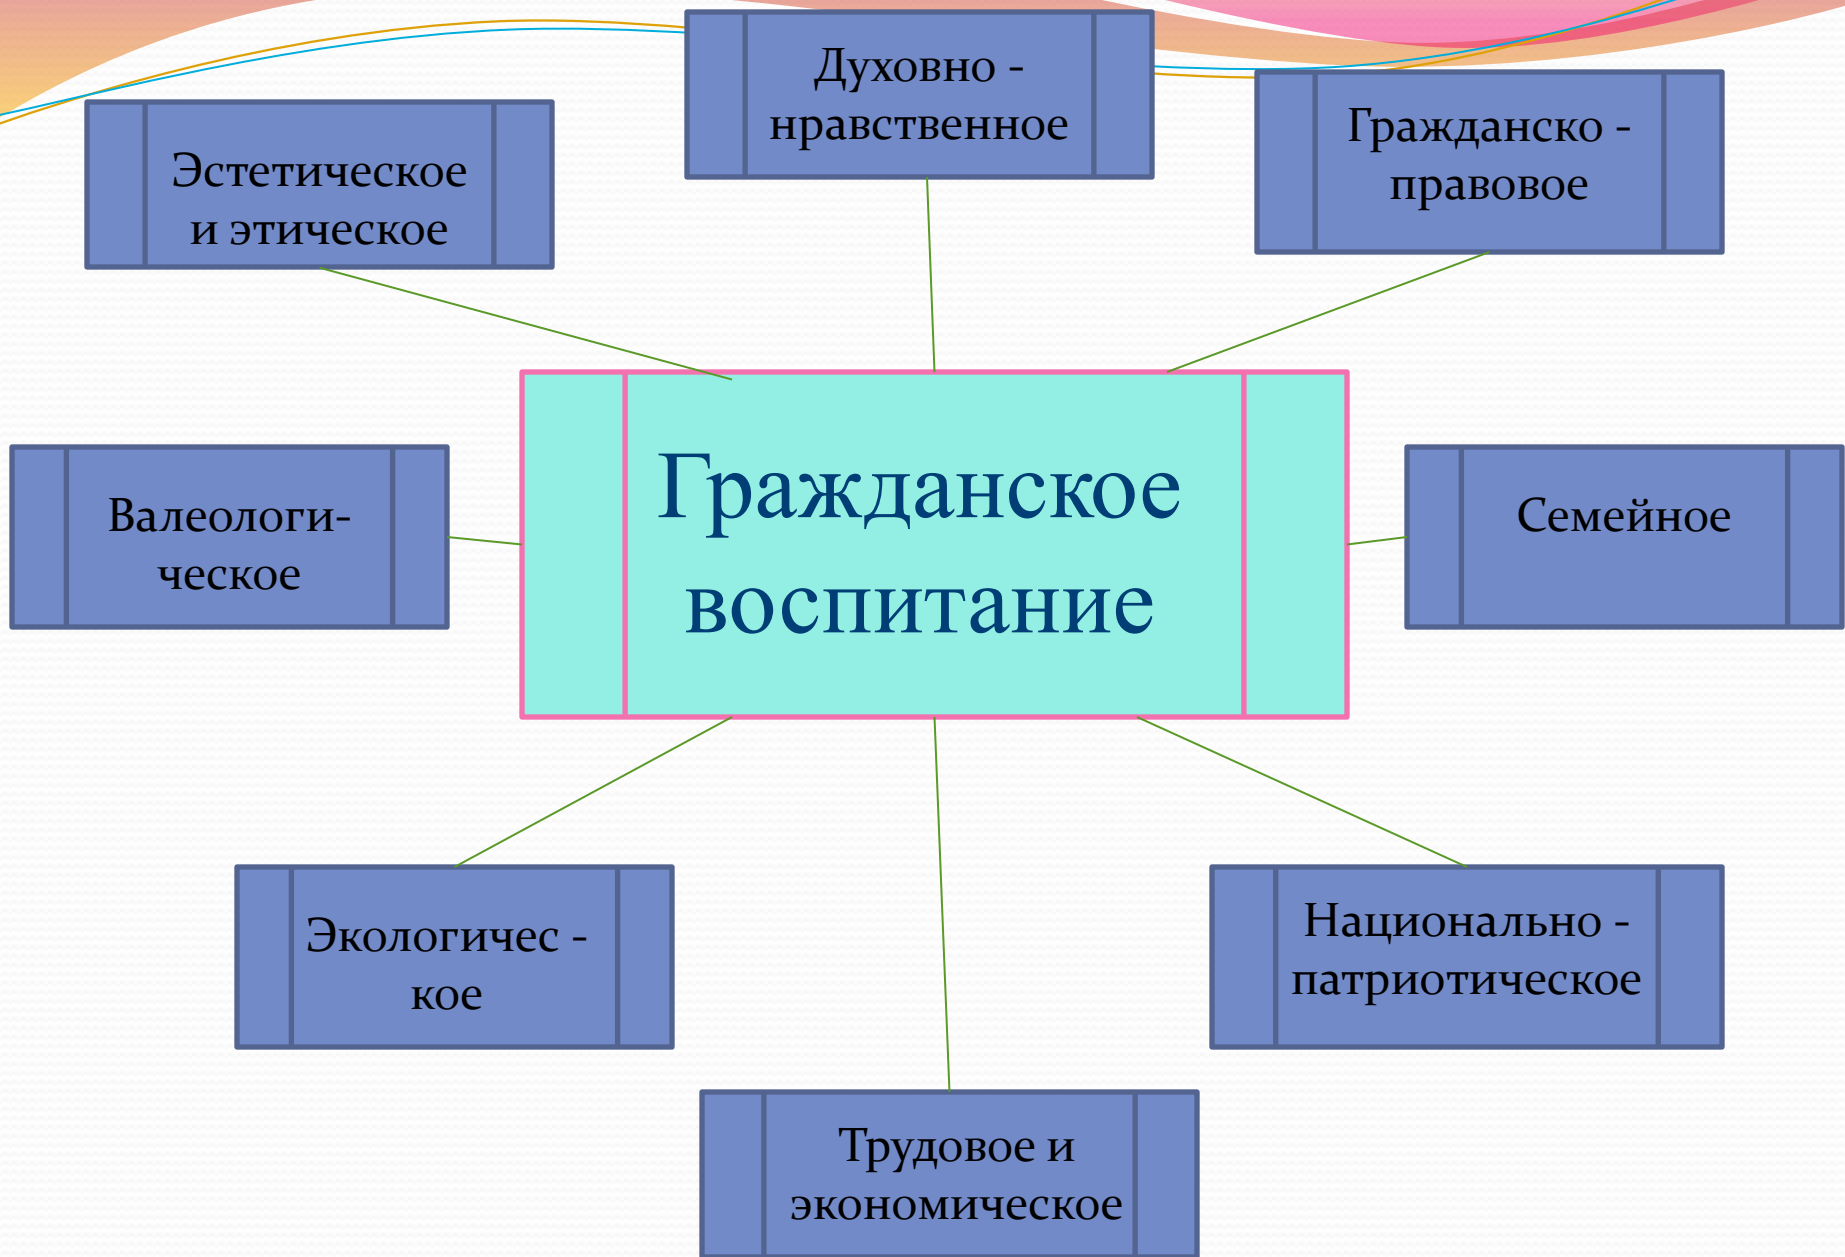 Духовно -
нравственное
Гражданско -
правовое
Эстетическое
и этическое
Гражданское
воспитание
Валеологи-
ческое
Семейное
Экологичес -
кое
Национально -
патриотическое
Трудовое и
экономическое